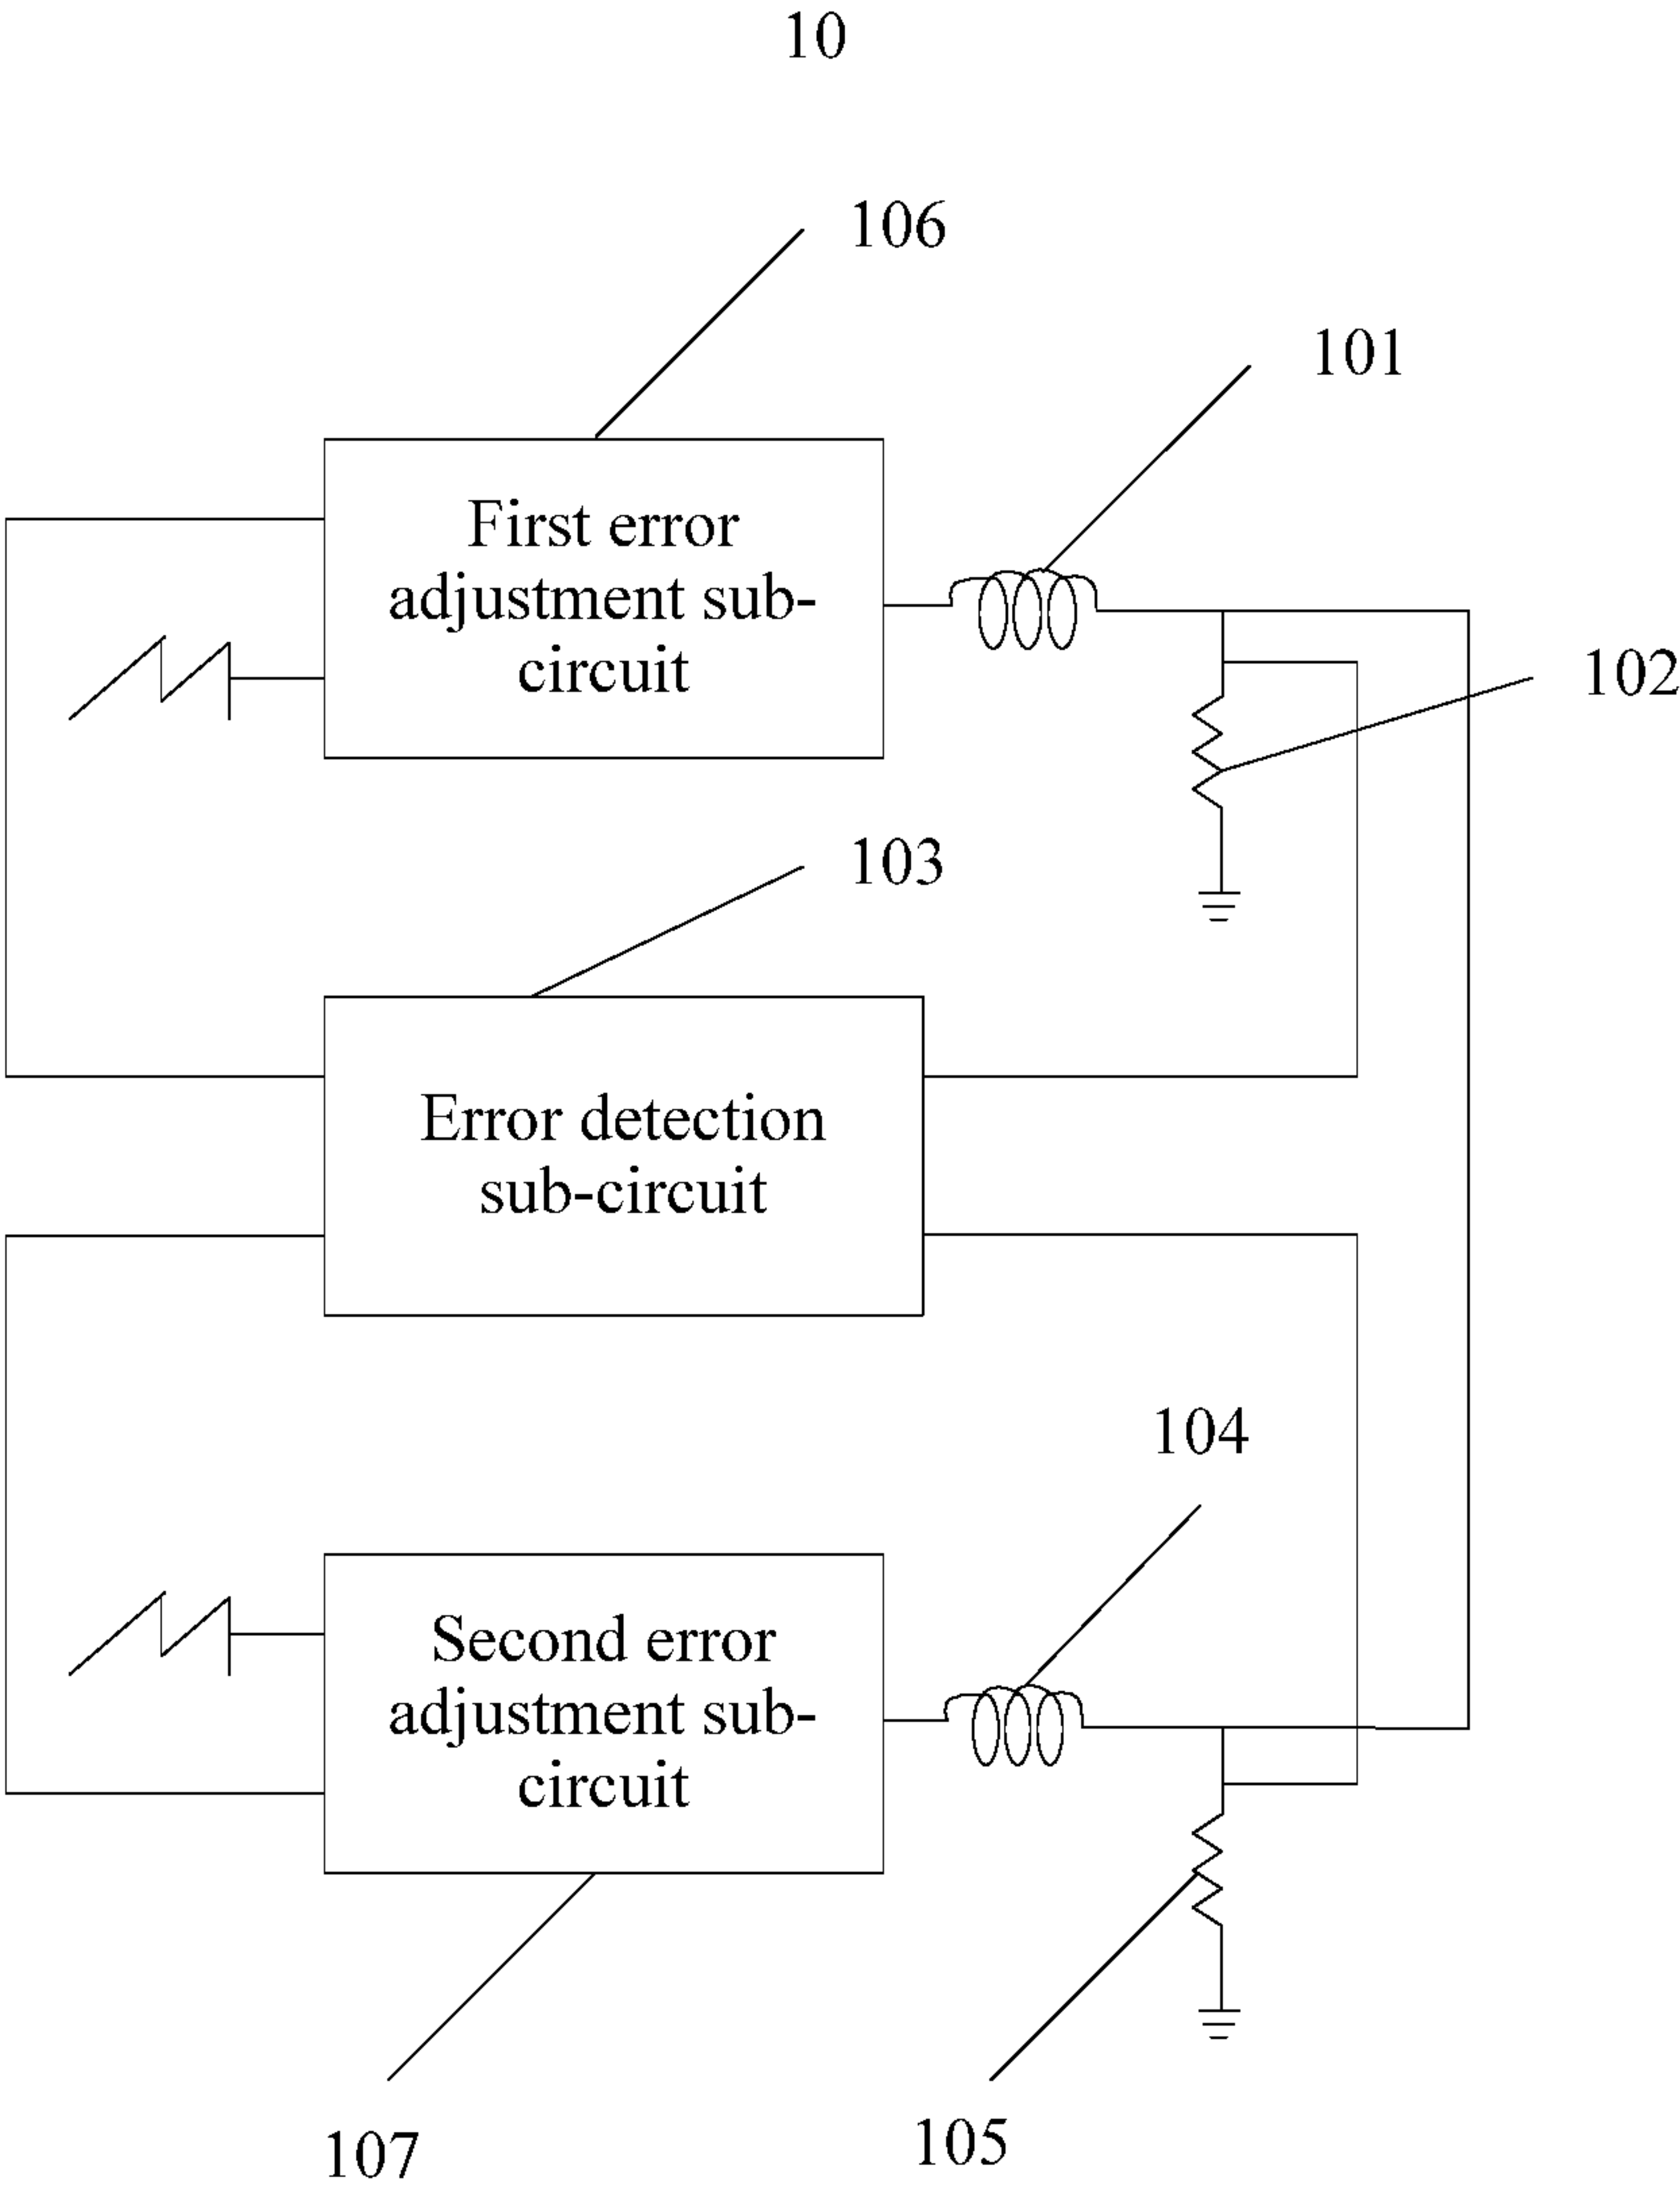 10
106
101
First error
adjustment sub-
circuit
102
103
Error detection
sub-circuit
104
Second error
adjustment sub-
circuit
105
107